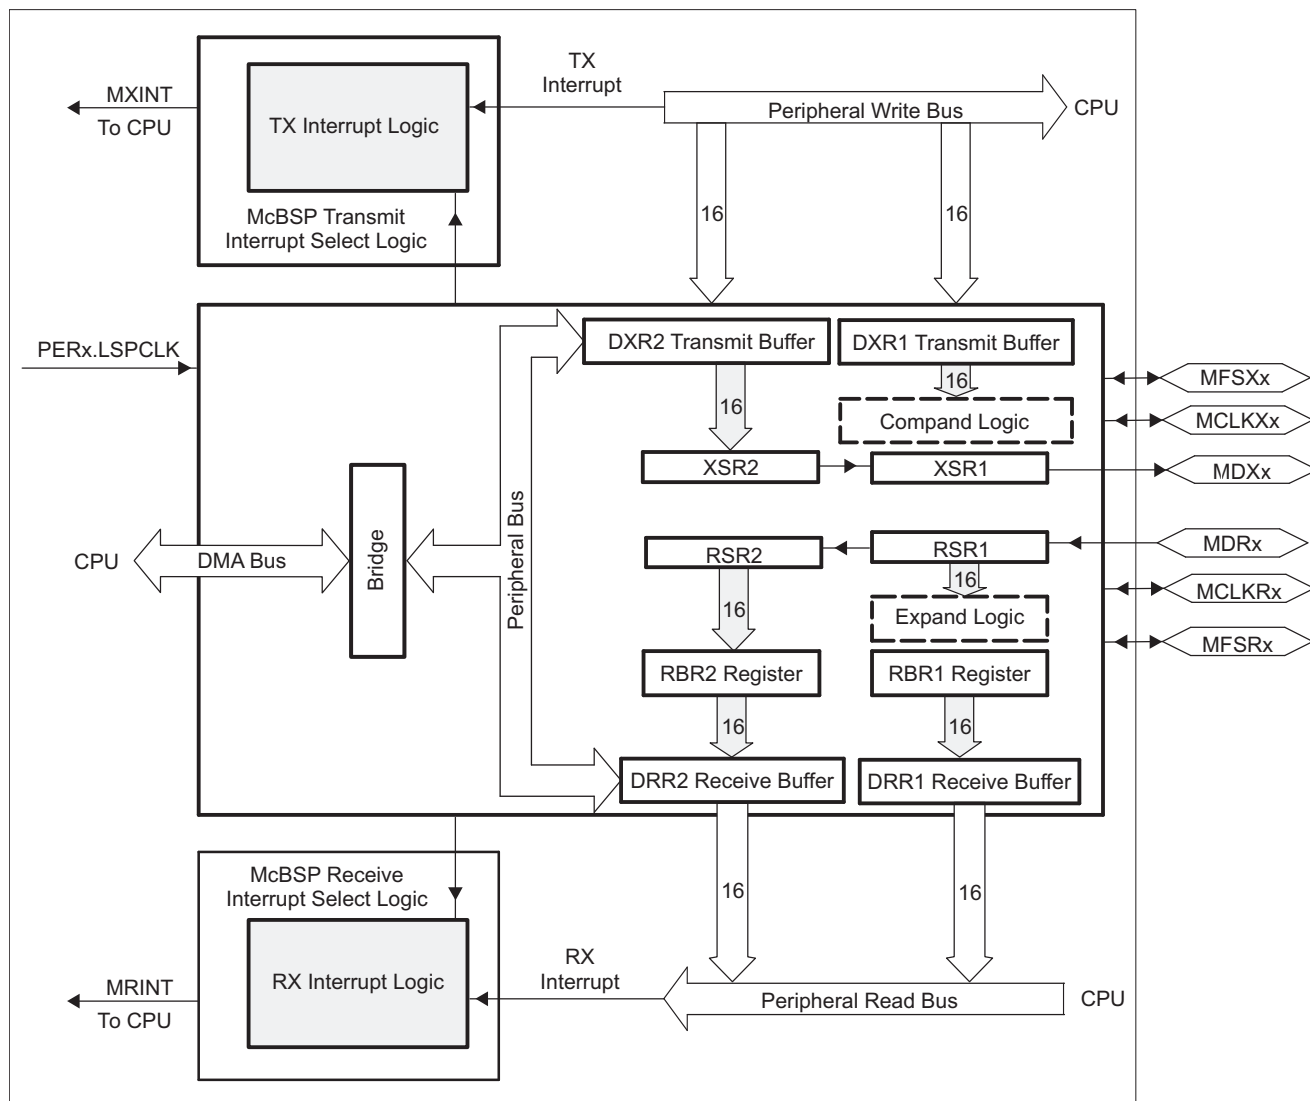 TX
Interrupt
MXINT
To CPU
TX Interrupt Logic
Peripheral Write Bus
CPU
McBSP Transmit
Interrupt Select Logic
16
16
PERx.LSPCLK
DXR2 Transmit Buffer
DXR1 Transmit Buffer
16
16
Compand Logic
XSR2
XSR1
MFSXx
MCLKXx
MDXx
CPU
DMA Bus
Bridge
Peripheral Bus
RSR2
RSR1
16
16
Expand Logic
RBR2 Register
RBR1 Register
16
16
DRR2 Receive Buffer
DRR1 Receive Buffer
MDRx
MCLKRx
MFSRx
McBSP Receive
Interrupt Select Logic
16
16
RX Interrupt Logic
RX
Interrupt
MRINT
To CPU
Peripheral Read Bus
CPU